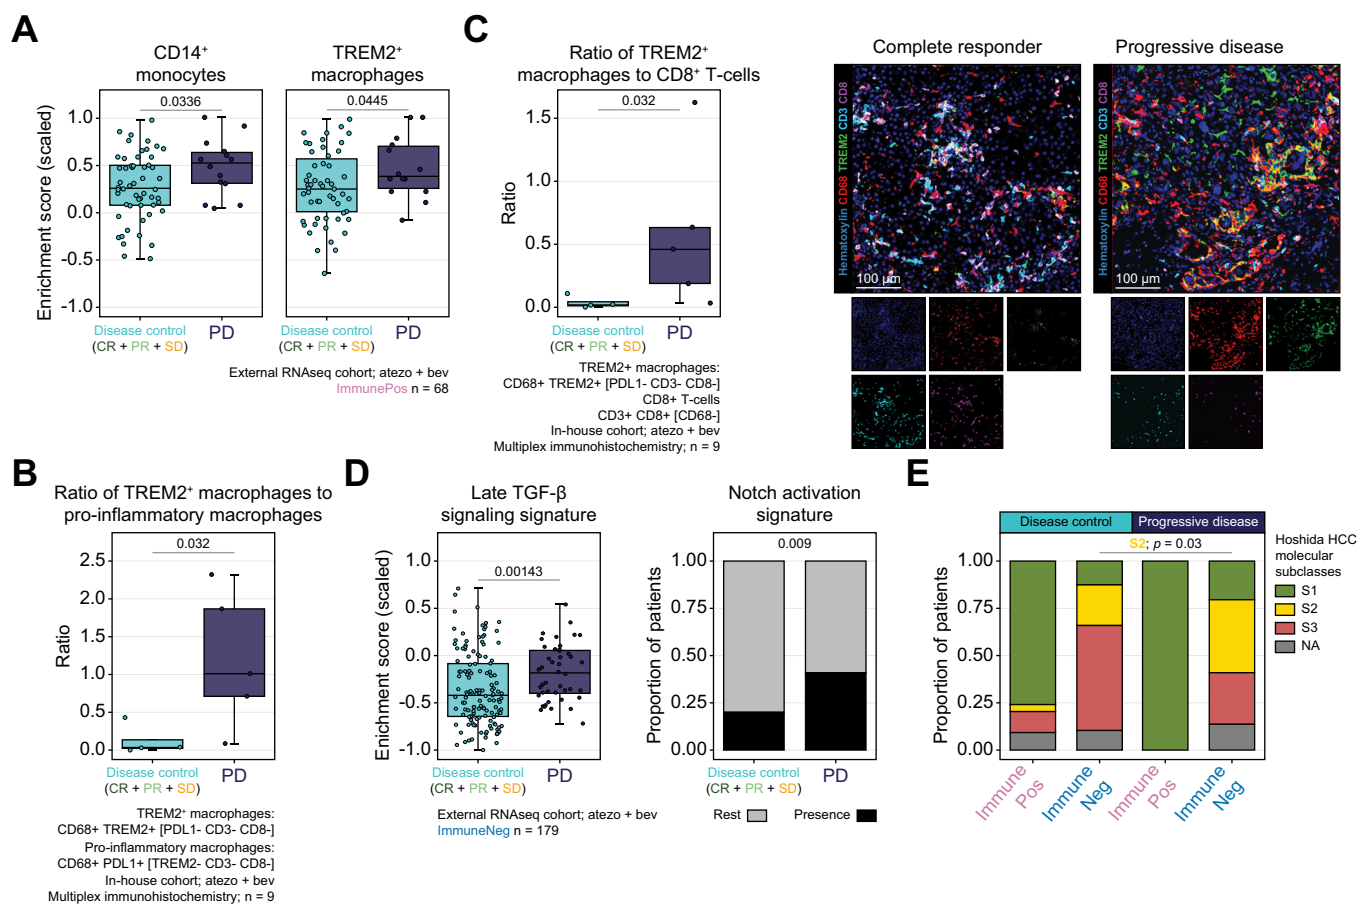 A
CD14+
monocytes
TREM2+
macrophages
Enrichment score (scaled)
1.0
0.5
0.0
-0.5
-1.0
0.0336
0.0445
Disease control
(CR + PR + SD)
PD
Disease control
(CR + PR + SD)
PD
External RNAseq cohort; atezo + bev
ImmunePos n = 68
C
Ratio of TREM2+
macrophages to CD8+ T-cells
Ratio
1.5
1.0
0.5
0.0
0.032
Disease control
(CR + PR + SD)
PD
TREM2+ macrophages:
CD68+ TREM2+ [PDL1- CD3- CD8-]
CD8+ T-cells
CD3+ CD8+ [CD68-]
In-house cohort; atezo + bev
Multiplex immunohistochemistry; n = 9
Complete responder
Hematoxylin CD68 TREM2 CD3 CD8
100 µm
Progressive disease
Hematoxylin CD68 TREM2 CD3 CD8
100 µm
B
Ratio of TREM2+ macrophages to
pro-inflammatory macrophages
Ratio
2.5
2.0
1.5
1.0
0.5
0.0
0.032
Disease control
(CR + PR + SD)
PD
TREM2+ macrophages:
CD68+ TREM2+ [PDL1- CD3- CD8-]
Pro-inflammatory macrophages:
CD68+ PDL1+ [TREM2- CD3- CD8-]
In-house cohort; atezo + bev
Multiplex immunohistochemistry; n = 9
D
Late TGF-β
signaling signature
Enrichment score (scaled)
1.0
0.5
0.0
-0.5
-1.0
0.00143
Disease control
(CR + PR + SD)
PD
External RNAseq cohort; atezo + bev
ImmuneNeg n = 179
Notch activation
signature
Proportion of patients
1.00
0.75
0.50
0.25
0.00
0.009
Disease control
(CR + PR + SD)
PD
Rest
Presence
E
Disease control
Progressive disease
S2; p = 0.03
Proportion of patients
1.00
0.75
0.50
0.25
0.00
Immune
Pos
Immune
Neg
Immune
Pos
Immune
Neg
Hoshida HCC
molecular
subclasses
S1
S2
S3
NA